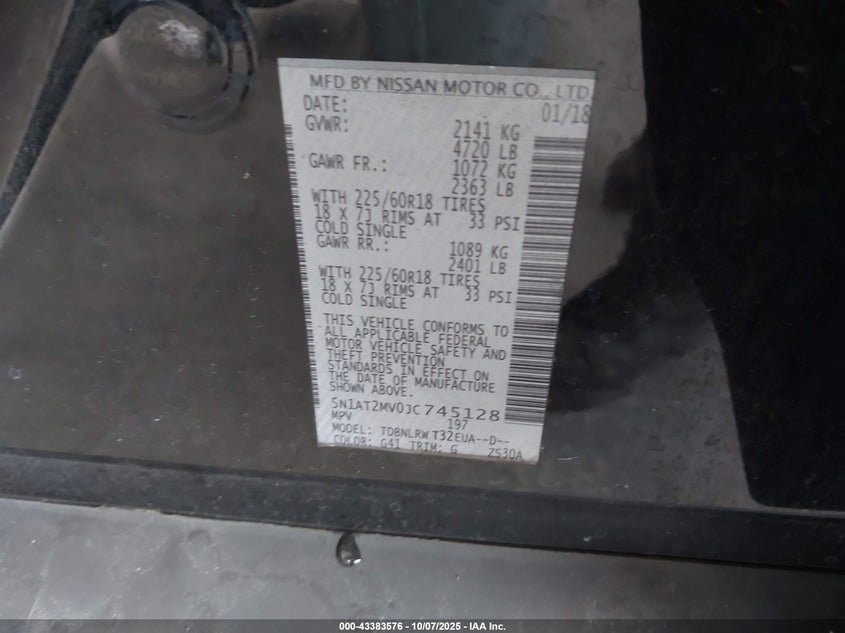 MFD BY NISSAN MOTOR CO., LTD
DATE: 01/18
GVWR: 2141 KG
4720 LB
GAWR FR.: 1072 KG
2363 LB
WITH 225/60R18 TIRES
18 X 7J RIMS AT 33 PSI
COLD SINGLE
GAWR RR.: 1089 KG
2401 LB
WITH 225/60R18 TIRES
18 X 7J RIMS AT 33 PSI
COLD SINGLE
THIS VEHICLE CONFORMS TO
ALL APPLICABLE FEDERAL
MOTOR VEHICLE SAFETY AND
THEFT PREVENTION
STANDARDS IN EFFECT ON
THE DATE OF MANUFACTURE
SHOWN ABOVE.
5N1AT2MV0JC745128
MPV 197
MODEL: TDBNLRW T32EUA--D--
COLOR: G41 TRIM: G ZS30A
000-43383576 - 10/07/2025 - IAA Inc.